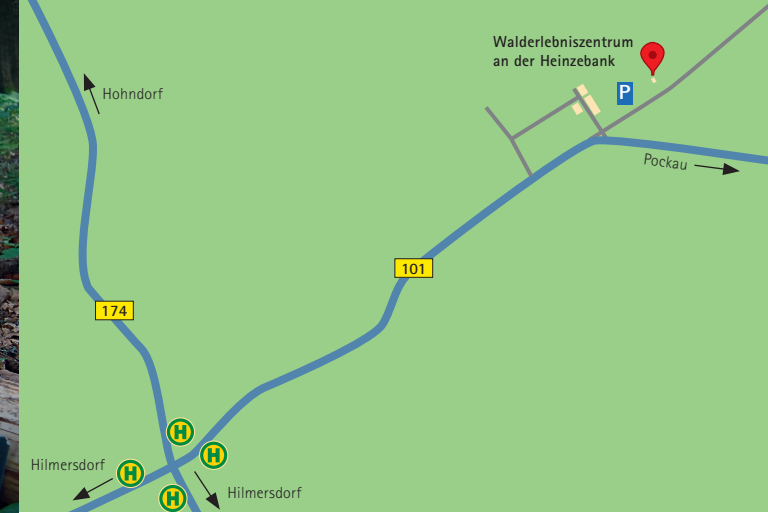 Walderlebniszentrum
an der Heinzebank
P
Hohndorf
Pockau
101
174
H
H
Hilmersdorf
H
Hilmersdorf
H